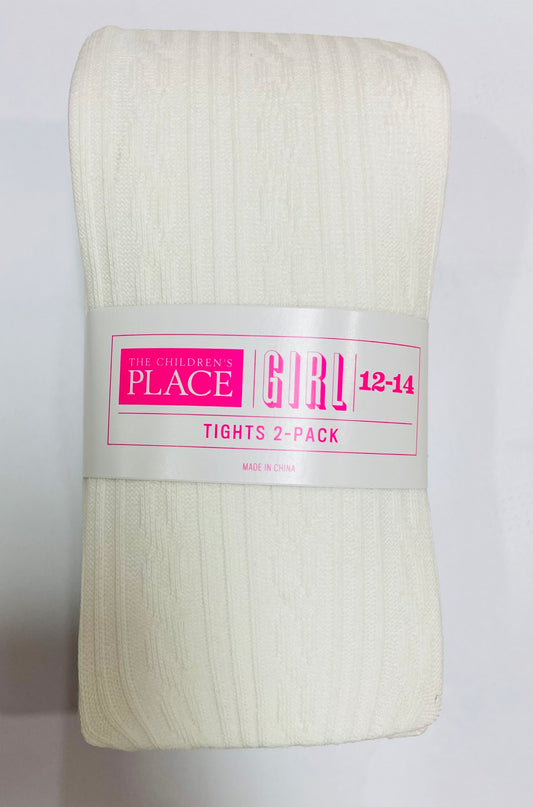 THE CHILDREN'S
PLACE
GIRL
12-14
TIGHTS 2-PACK
MADE IN CHINA